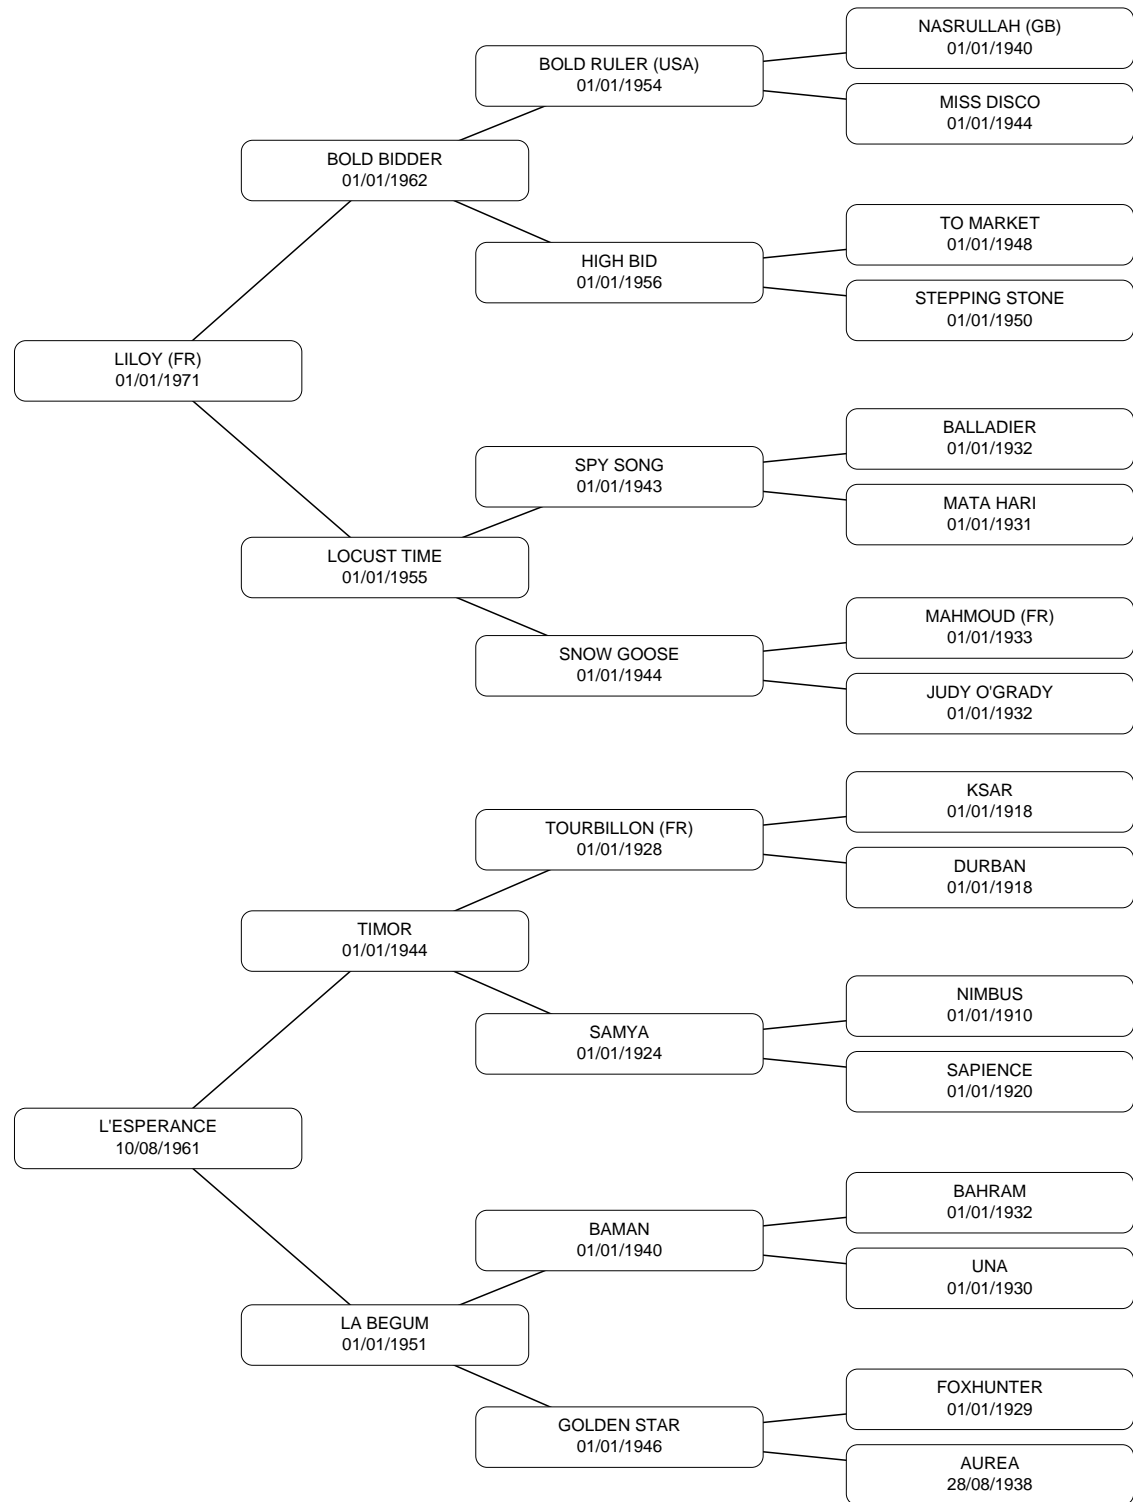 NASRULLAH (GB)
01/01/1940
BOLD RULER (USA)
01/01/1954
MISS DISCO
01/01/1944
BOLD BIDDER
01/01/1962
TO MARKET
01/01/1948
HIGH BID
01/01/1956
STEPPING STONE
01/01/1950
LILOY (FR)
01/01/1971
BALLADIER
01/01/1932
SPY SONG
01/01/1943
MATA HARI
01/01/1931
LOCUST TIME
01/01/1955
MAHMOUD (FR)
01/01/1933
SNOW GOOSE
01/01/1944
JUDY O'GRADY
01/01/1932
KSAR
01/01/1918
TOURBILLON (FR)
01/01/1928
DURBAN
01/01/1918
TIMOR
01/01/1944
NIMBUS
01/01/1910
SAMYA
01/01/1924
SAPIENCE
01/01/1920
L'ESPERANCE
10/08/1961
BAHRAM
01/01/1932
BAMAN
01/01/1940
UNA
01/01/1930
LA BEGUM
01/01/1951
FOXHUNTER
01/01/1929
GOLDEN STAR
01/01/1946
AUREA
28/08/1938